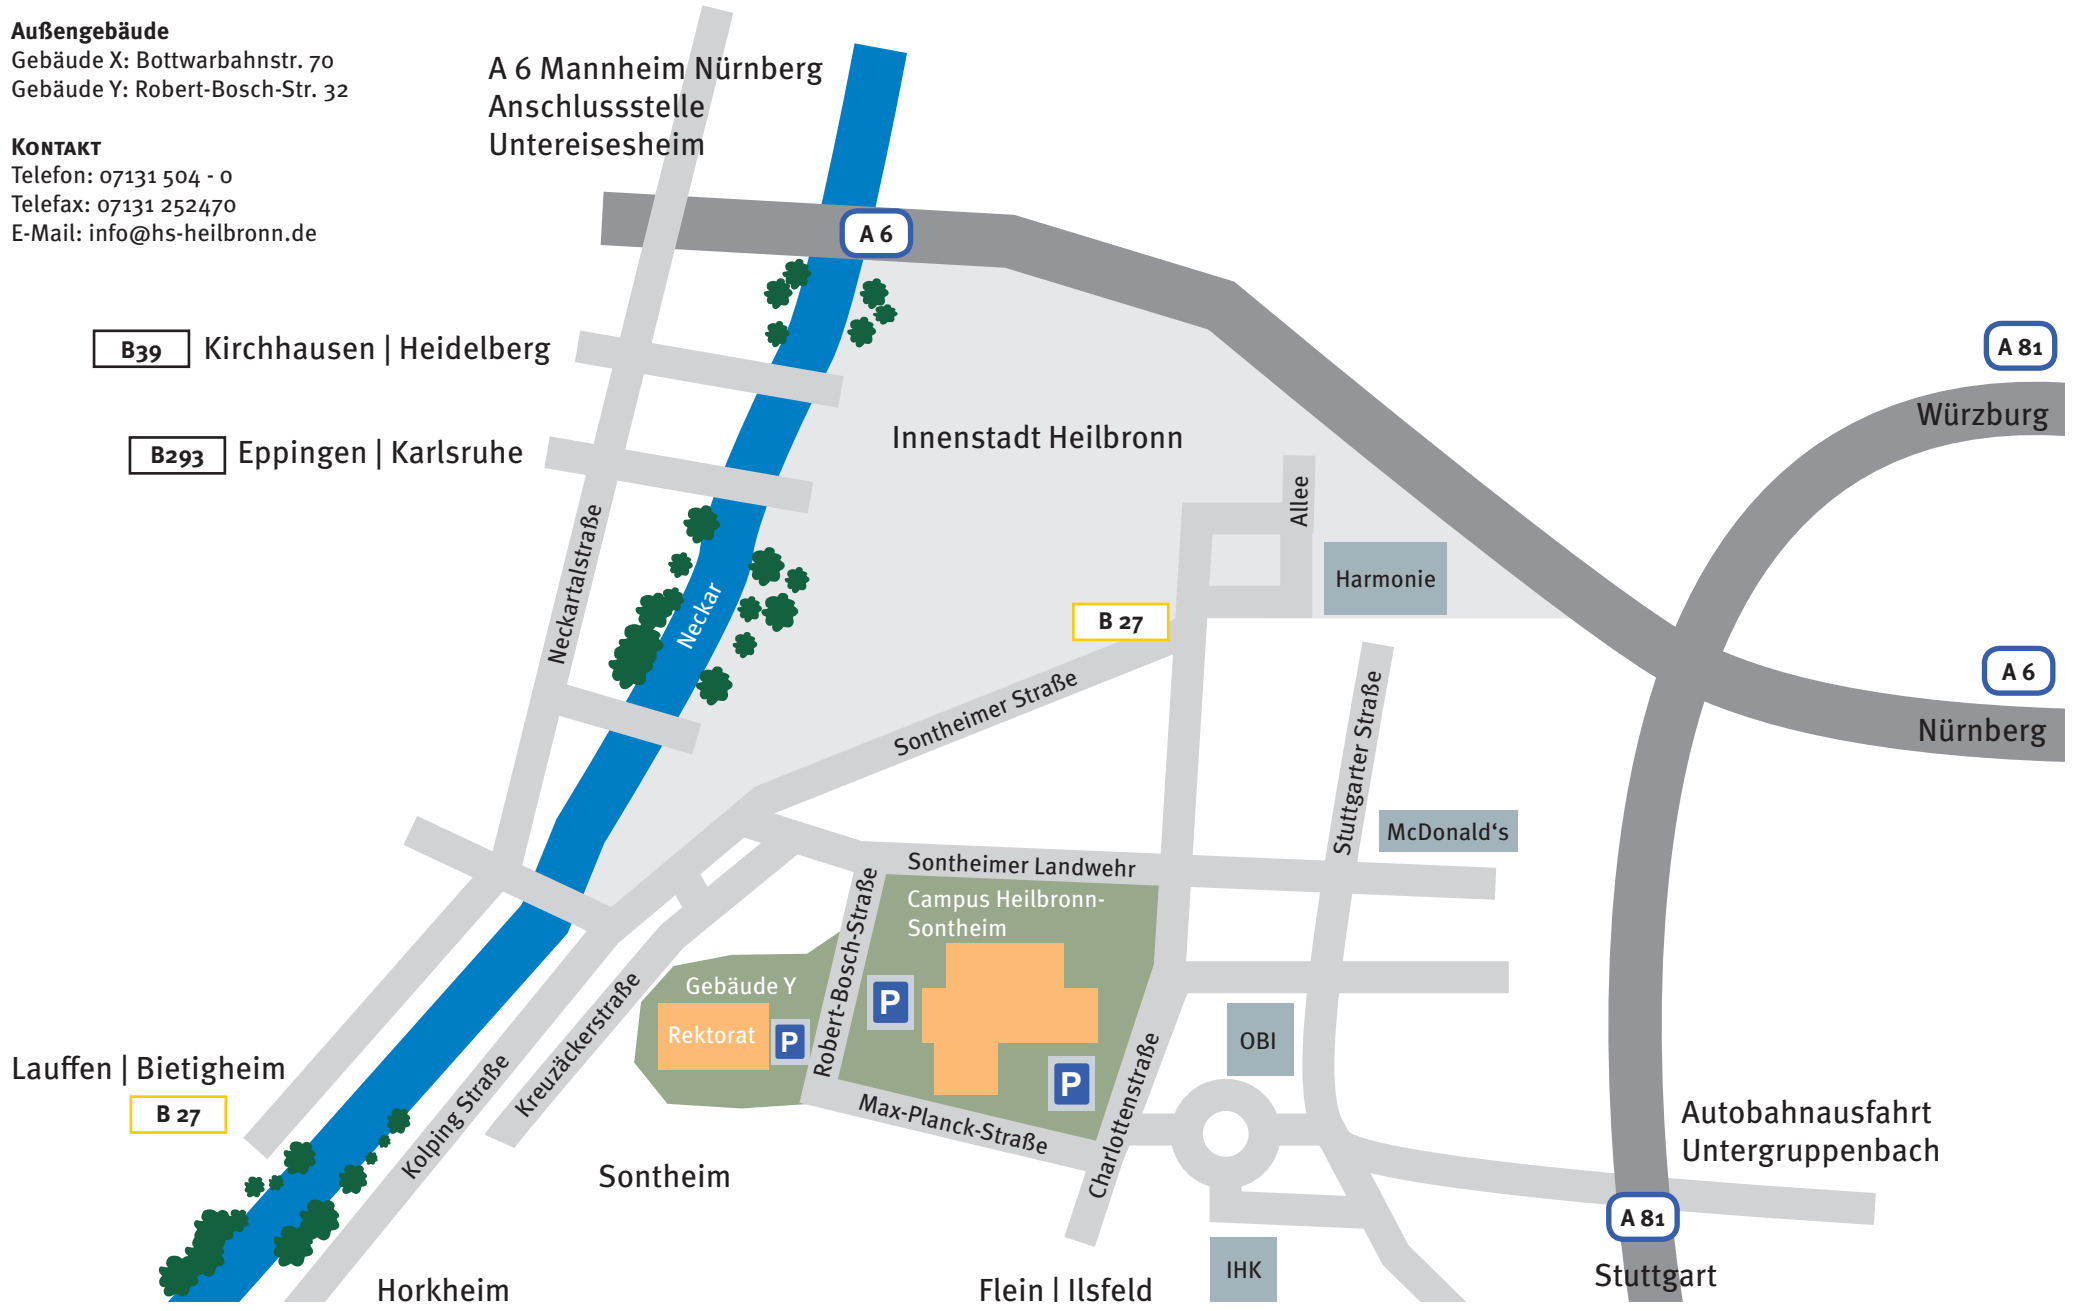 Außengebäude
Gebäude X: Bottwarbahnstr. 70
Gebäude Y: Robert-Bosch-Str. 32
KONTAKT
Telefon: 07131 504 - 0
Telefax: 07131 252470
E-Mail: info@hs-heilbronn.de
A 6 Mannheim Nürnberg
Anschlussstelle
Untereisesheim
A 6
B39 Kirchhausen | Heidelberg
A 81
Würzburg
B293 Eppingen | Karlsruhe
Innenstadt Heilbronn
Allee
Neckartalstraße
Harmonie
Neckar
B 27
A 6
Sontheimer Straße
Nürnberg
Stuttgarter Straße
McDonald‘s
Sontheimer Landwehr
Campus Heilbronn-
Sontheim
Robert-Bosch-Straße
Gebäude Y
P
Rektorat
P
OBI
Kreuzäckerstraße
Lauffen | Bietigheim
B 27
Kolping Straße
P
Max-Planck-Straße
Charlottenstraße
Autobahnausfahrt
Untergruppenbach
Sontheim
A 81
Horkheim
Flein | Ilsfeld
IHK
Stuttgart